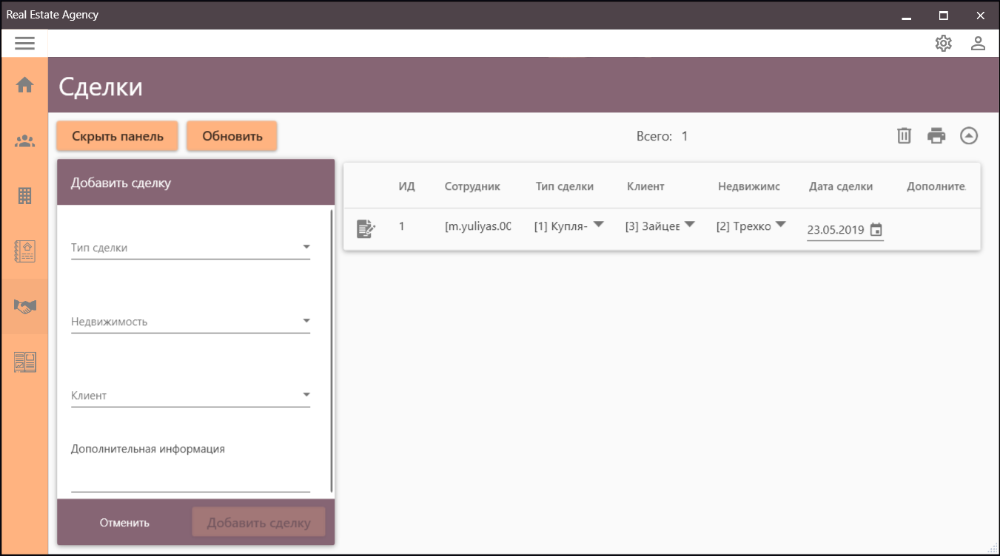 Real Estate Agency
Сделки
Скрыть панель Обновить Всего: 1
Добавить сделку
ИД Сотрудник Тип сделки Клиент Недвижимс Дата сделки Дополните.
1 [m.yuliyas.00 [1] Купля- [3] Зайцев [2] Трехко 23.05.2019
Тип сделки
Недвижимость
Клиент
Дополнительная информация
Отменить Добавить сделку